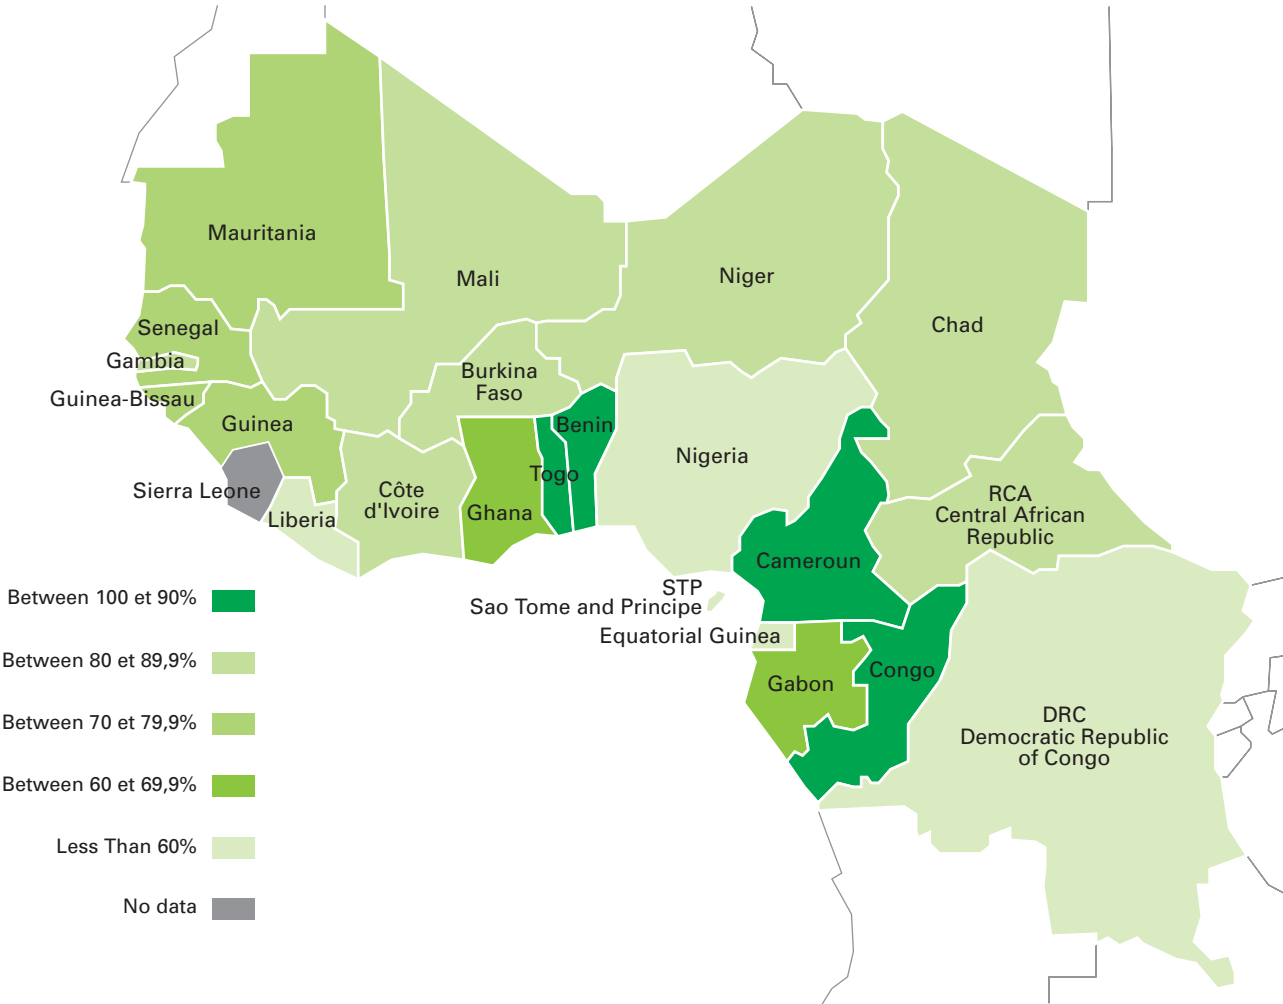 Mauritania
Mali
Niger
Chad
Senegal
Gambia
Guinea-Bissau
Guinea
Burkina
Faso
Benin
Togo
Nigeria
Sierra Leone
Liberia
Côte
d'Ivoire
Ghana
RCA
Central African
Republic
Cameroun
STP
Sao Tome and Principe
Equatorial Guinea
Gabon
Congo
DRC
Democratic Republic
of Congo
Between 100 et 90%
Between 80 et 89,9%
Between 70 et 79,9%
Between 60 et 69,9%
Less Than 60%
No data